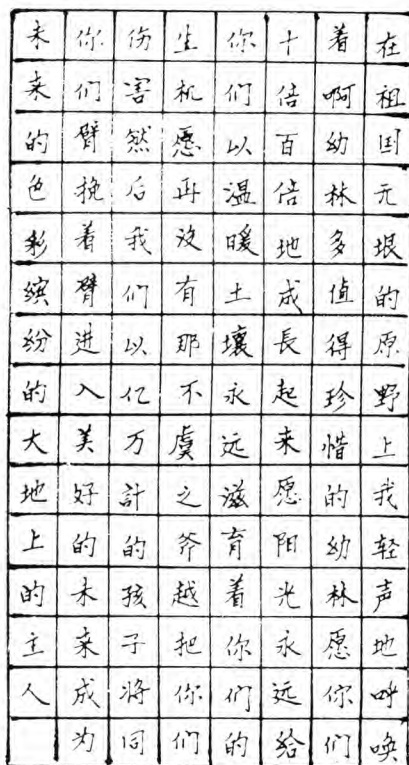 在祖国无垠的原野上我轻声地呼唤
着啊幼林多值得珍惜的幼林愿你们
十倍百倍地成長起来愿阳光永远给
你们以温暖土壤永远滋育着你们的
生机愿再没有那不虞之斧越把你们
伤害然后我们以亿万計的孩子将同
你们臂挽着臂进入美好的未来成为
未来的色彩缤纷的大地上的主人